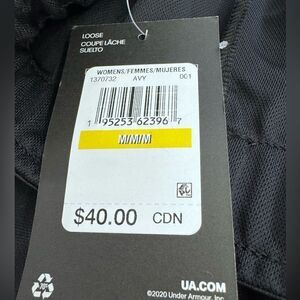 LOOSE
COUPE LÂCHE
SUELTO
WOMENS/FEMMES/MUJERES
1370732 AVY 001
1 95253 62396 7
M/M/M
$40.00 CDN
UA.COM
©2020 Under Armour, Inc.